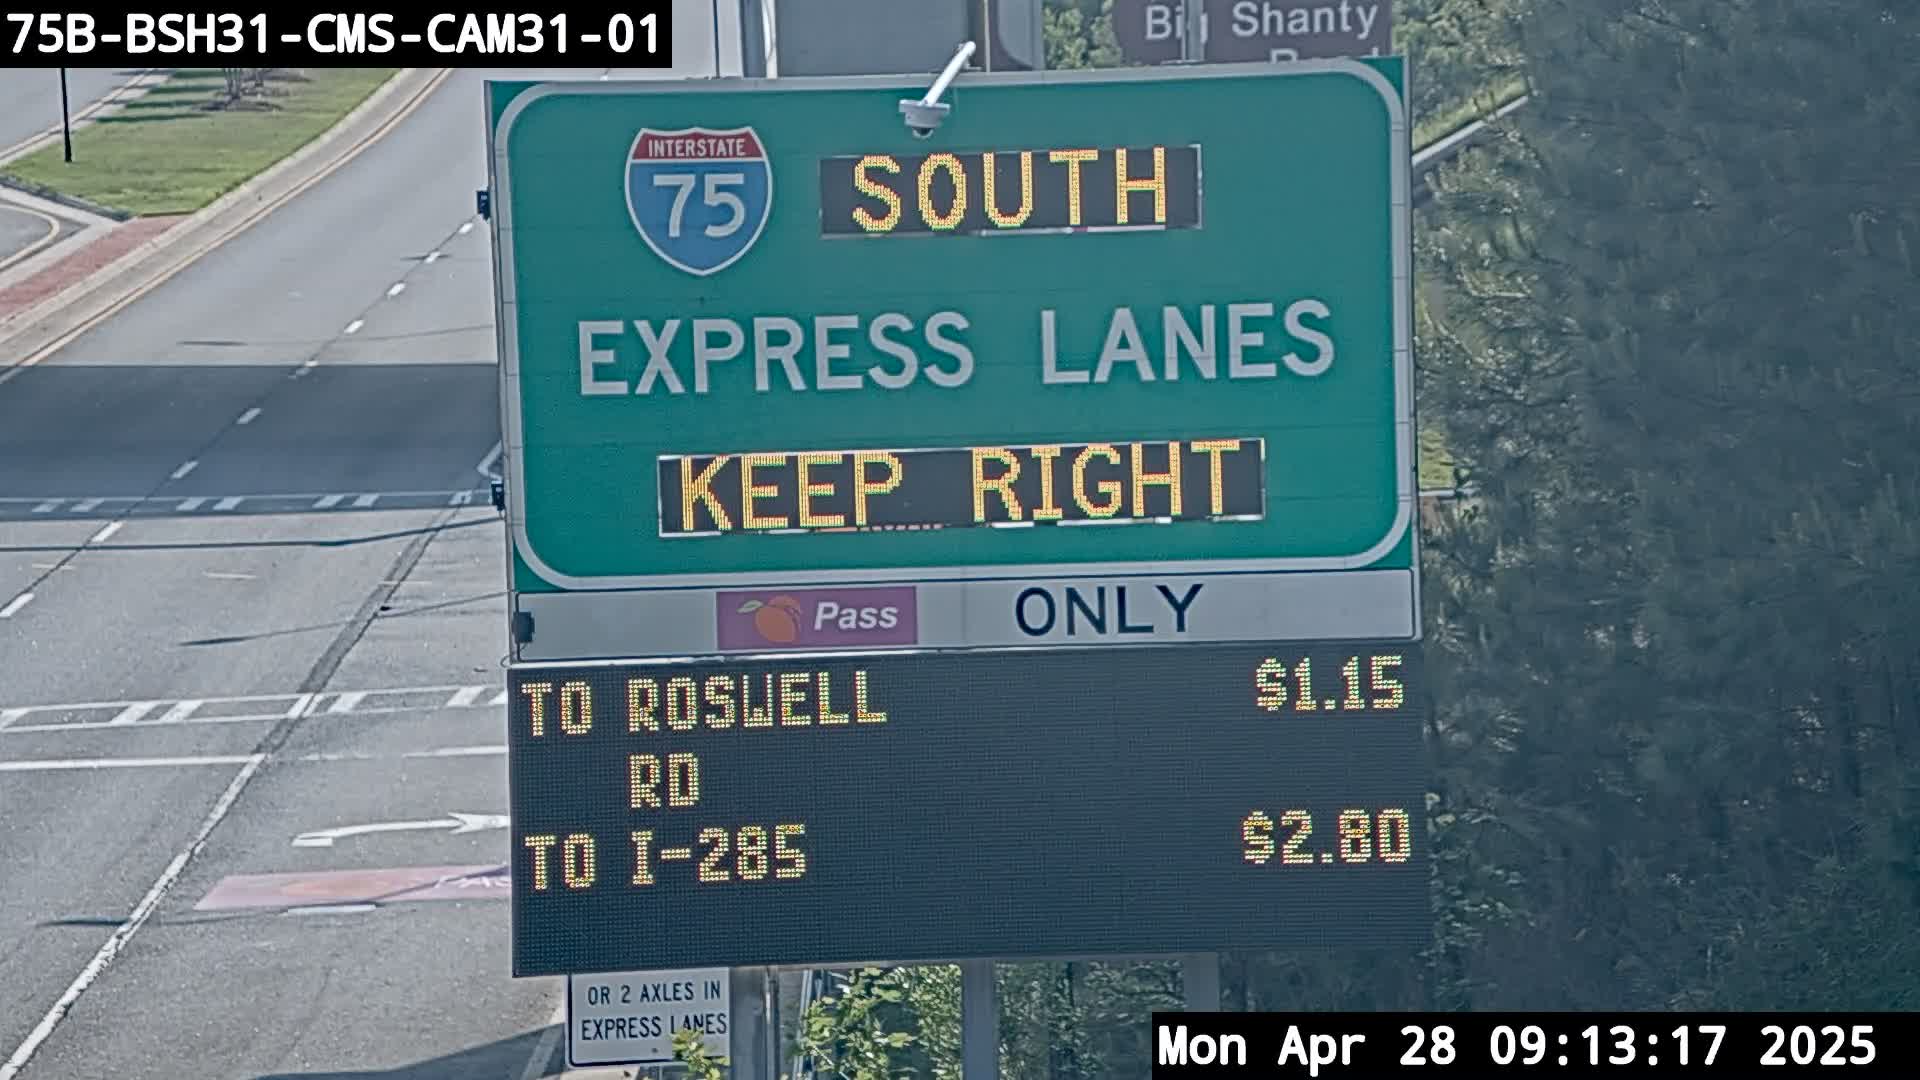 75B-BSH31-CMS-CAM31-01
Big Shanty
INTERSTATE
75
SOUTH
EXPRESS LANES
KEEP RIGHT
Pass
ONLY
TO ROSWELL $1.15
RD
TO I-285 $2.80
OR 2 AXLES IN
EXPRESS LANES
Mon Apr 28 09:13:17 2025